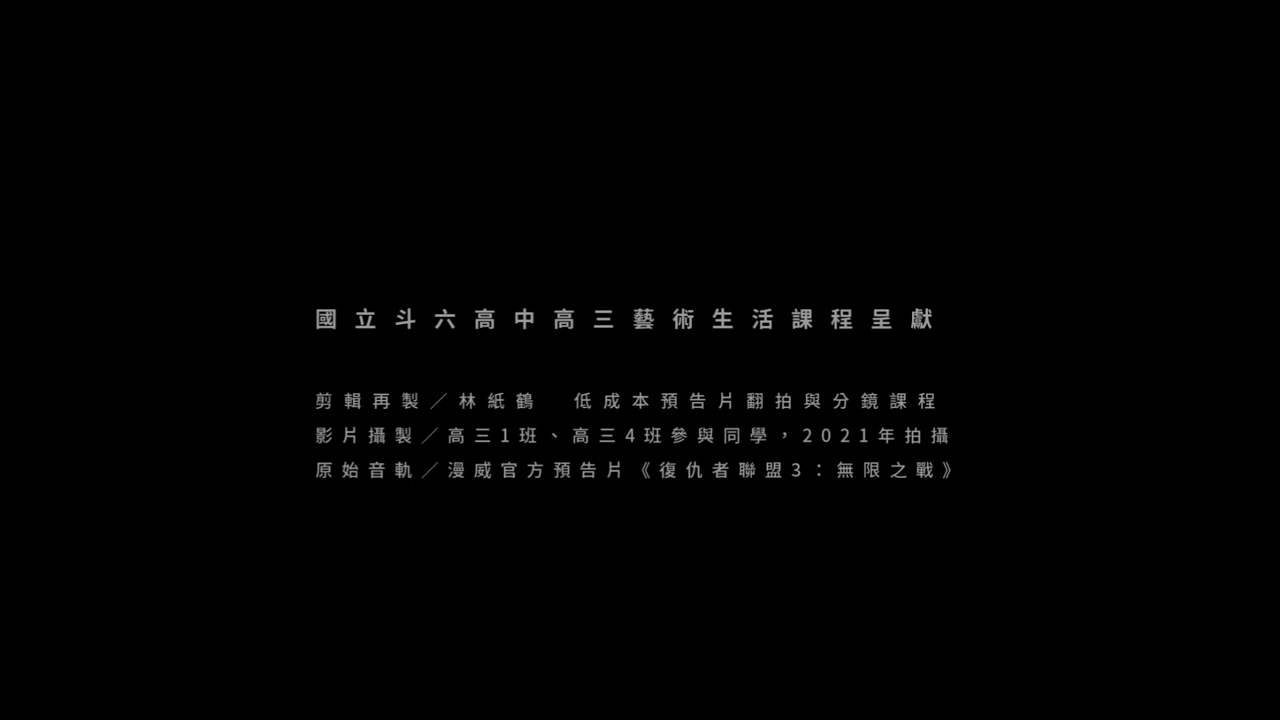 國立斗六高中高三藝術生活課程呈獻
剪輯再製／林紙鶴　低成本預告片翻拍與分鏡課程
影片攝製／高三1班、高三4班參與同學，2021年拍攝
原始音軌／漫威官方預告片《復仇者聯盟3：無限之戰》